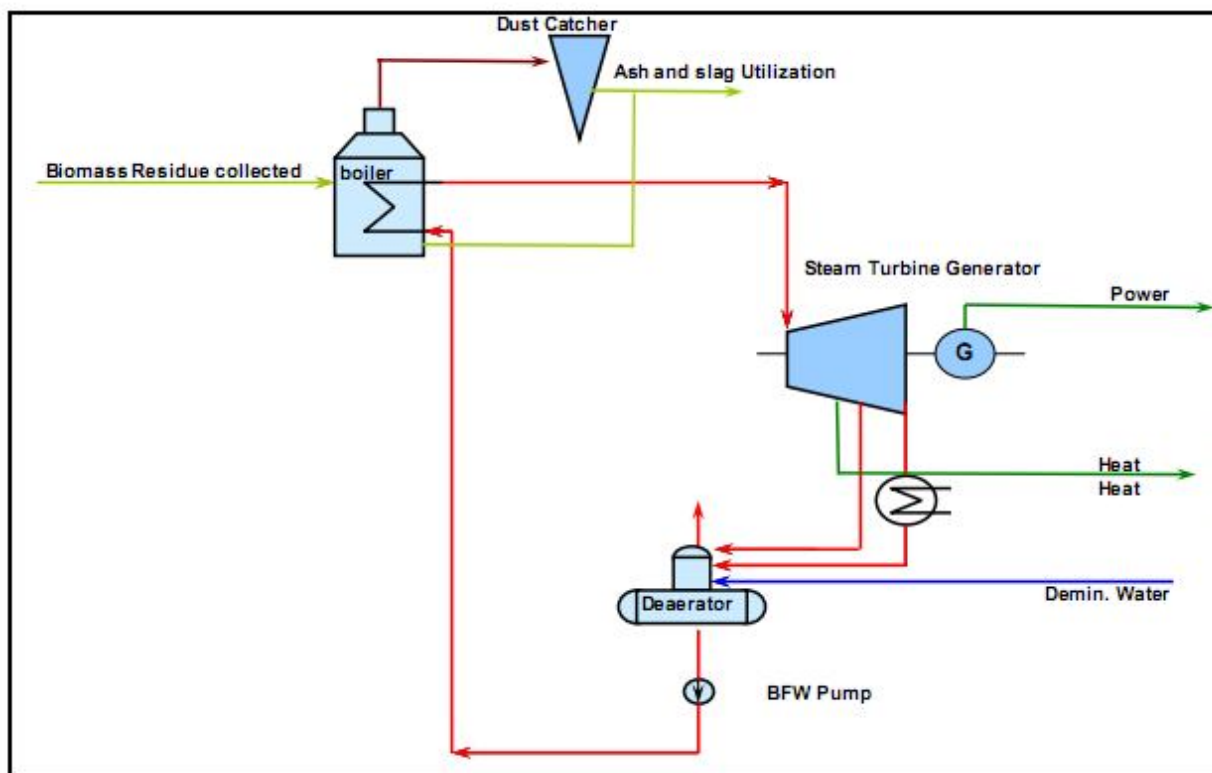 Dust Catcher
Ash and slag Utilization
Biomass Residue collected
boiler
Steam Turbine Generator
Power
G
Heat
Heat
Deaerator
Demin. Water
BFW Pump